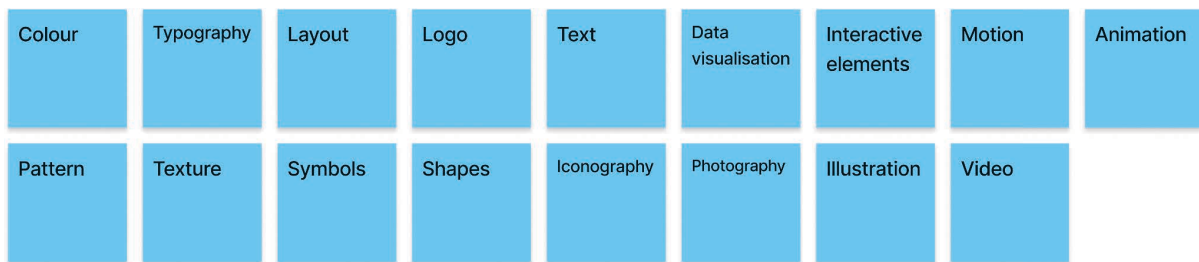 Colour
Typography
Layout
Logo
Text
Data
visualisation
Interactive
elements
Motion
Animation
Pattern
Texture
Symbols
Shapes
Iconography
Photography
Illustration
Video